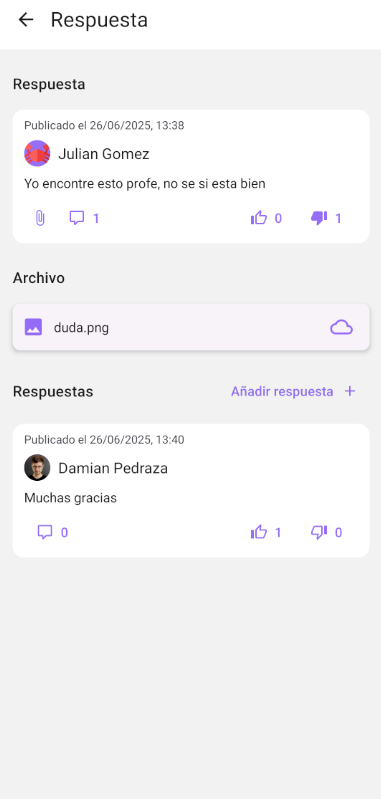 Respuesta
Respuesta
Publicado el 26/06/2025, 13:38
Julian Gomez
Yo encontre esto profe, no se si esta bien
1 0 1
Archivo
duda.png
Respuestas Añadir respuesta +
Publicado el 26/06/2025, 13:40
Damian Pedraza
Muchas gracias
0 1 0